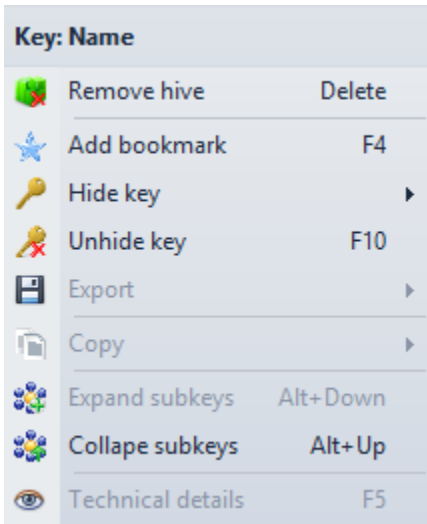 Key: Name
Remove hive Delete
Add bookmark F4
Hide key
Unhide key F10
Export
Copy
Expand subkeys Alt+Down
Collape subkeys Alt+Up
Technical details F5